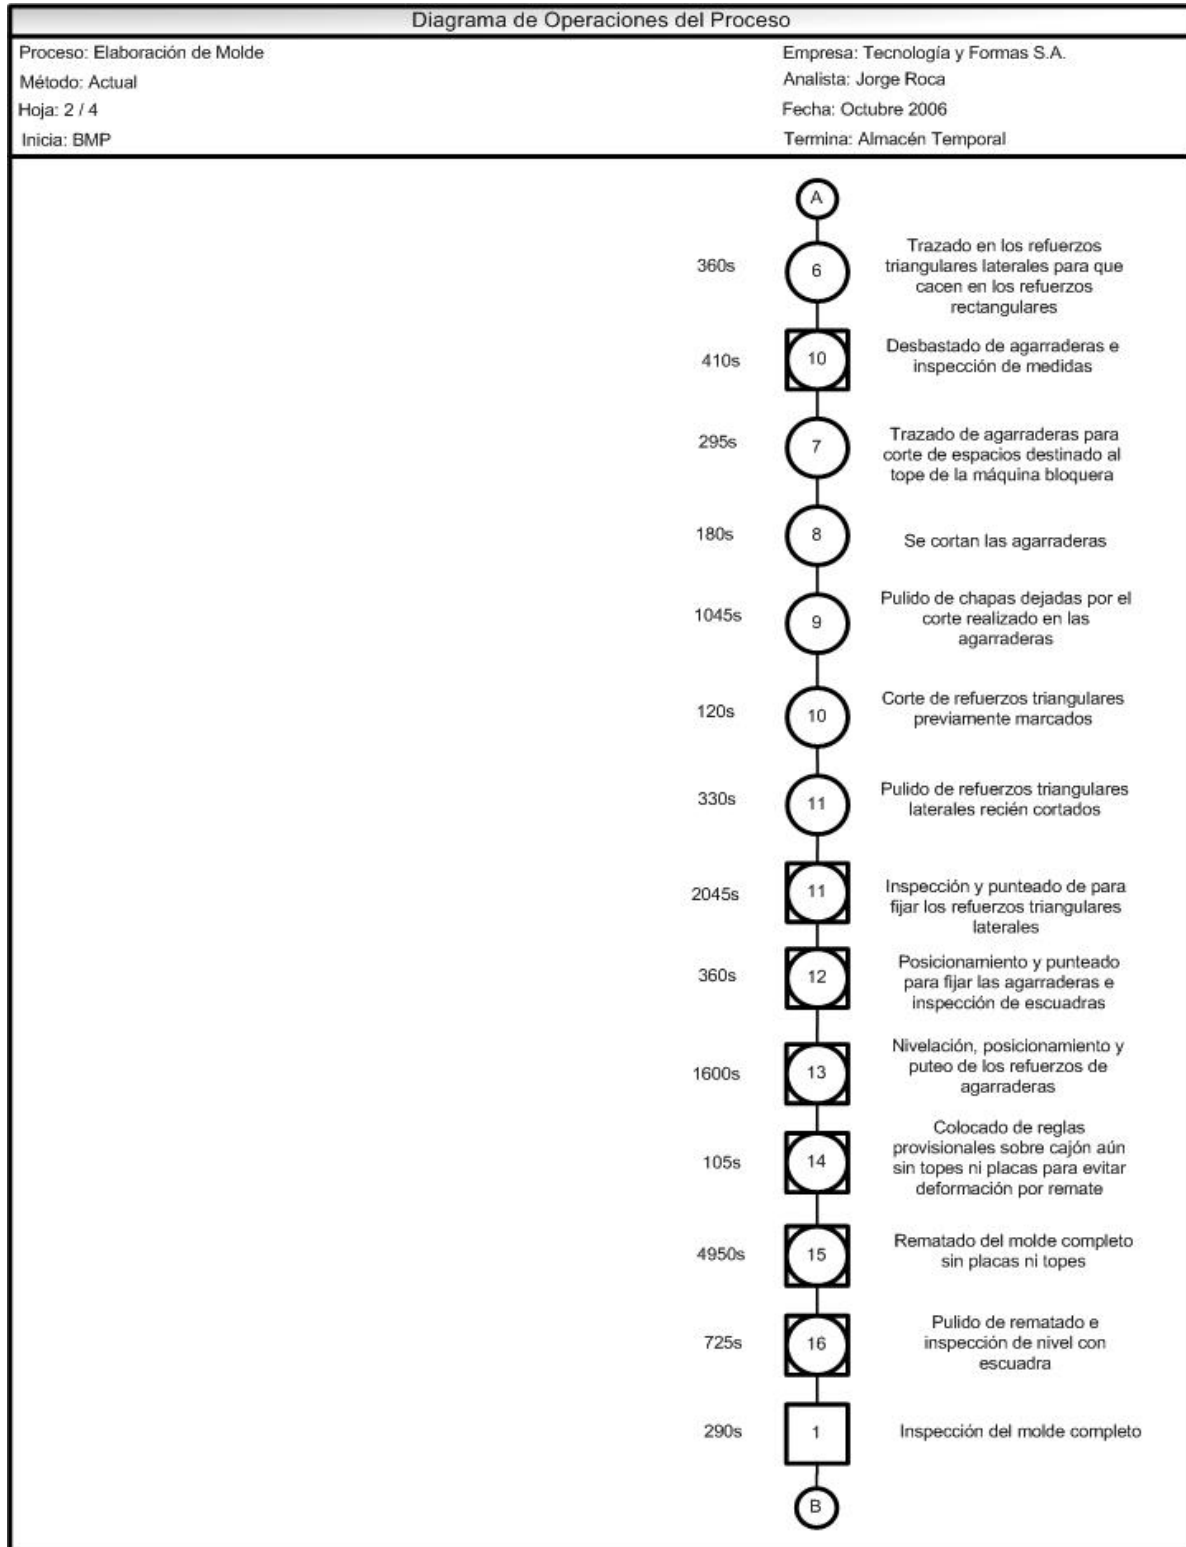 Diagrama de Operaciones del Proceso
Proceso: Elaboración de Molde
Empresa: Tecnología y Formas S.A.
Método: Actual
Analista: Jorge Roca
Hoja: 2 / 4
Fecha: Octubre 2006
Inicia: BMP
Termina: Almacén Temporal
A
360s
6
Trazado en los refuerzos
triangulares laterales para que
cacen en los refuerzos
rectangulares
410s
10
Desbastado de agarraderas e
inspección de medidas
295s
7
Trazado de agarraderas para
corte de espacios destinado al
tope de la máquina bloquera
180s
8
Se cortan las agarraderas
1045s
9
Pulido de chapas dejadas por el
corte realizado en las
agarraderas
120s
10
Corte de refuerzos triangulares
previamente marcados
330s
11
Pulido de refuerzos triangulares
laterales recién cortados
2045s
11
Inspección y punteado de para
fijar los refuerzos triangulares
laterales
360s
12
Posicionamiento y punteado
para fijar las agarraderas e
inspección de escuadras
1600s
13
Nivelación, posicionamiento y
puteo de los refuerzos de
agarraderas
105s
14
Colocado de reglas
provisionales sobre cajón aún
sin topes ni placas para evitar
deformación por remate
4950s
15
Rematado del molde completo
sin placas ni topes
725s
16
Pulido de rematado e
inspección de nivel con
escuadra
290s
1
Inspección del molde completo
B